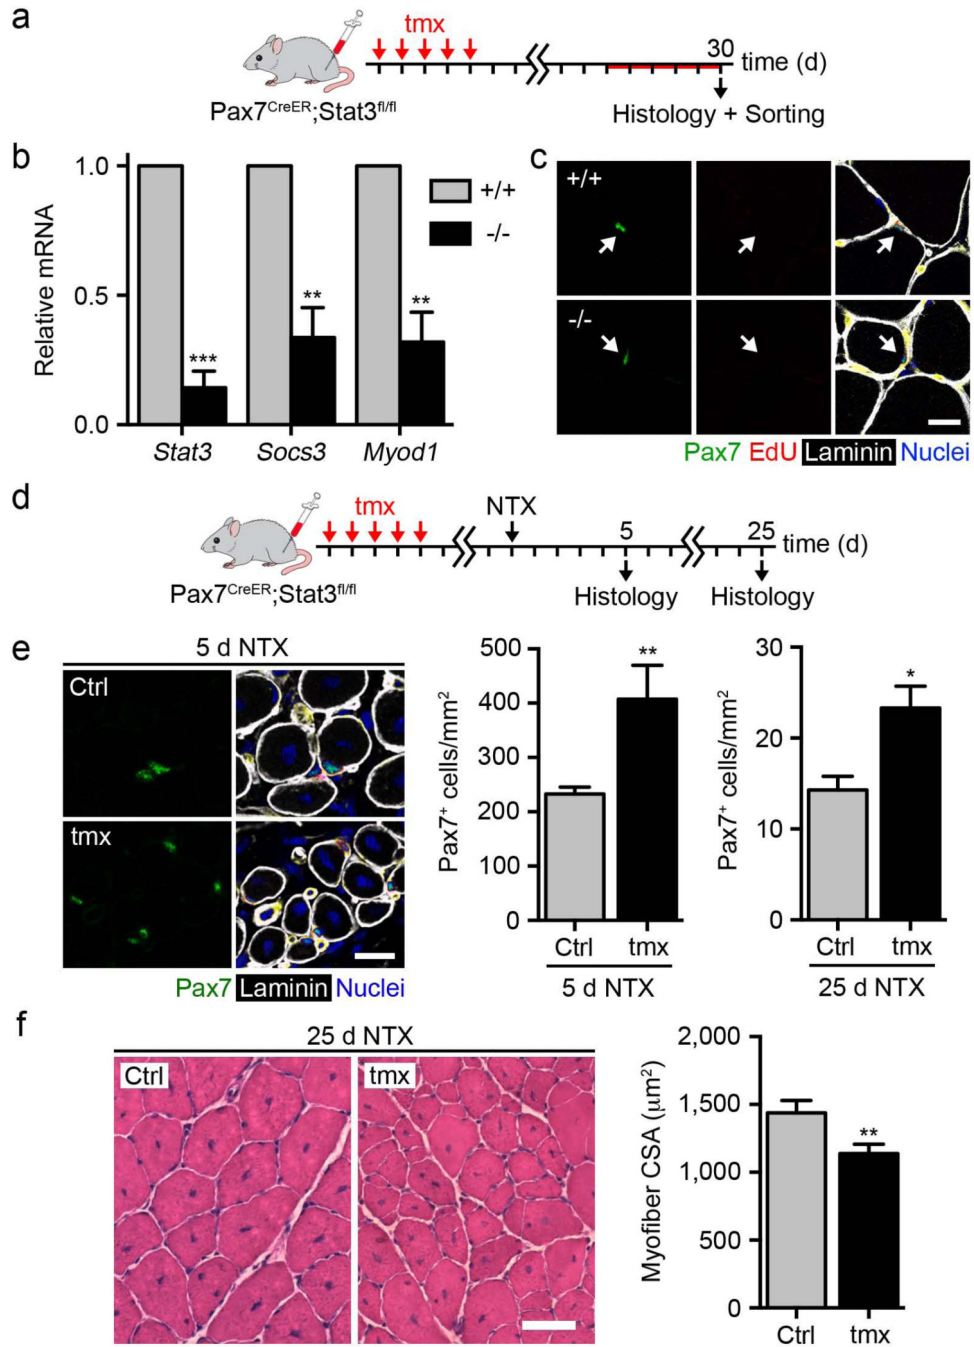 a
tmx
30
time (d)
Pax7CreER;Stat3fl/fl
Histology + Sorting
b
1.0
0.5
0.0
Relative mRNA
+/+
-/-
***
**
**
Stat3
Socs3
Myod1
c
+/+
-/-
Pax7 EdU Laminin Nuclei
d
tmx
NTX
5
25
time (d)
Pax7CreER;Stat3fl/fl
Histology
Histology
e
5 d NTX
Ctrl
tmx
Pax7 Laminin Nuclei
500
400
300
200
100
0
Pax7+ cells/mm2
**
Ctrl
tmx
5 d NTX
30
20
10
0
Pax7+ cells/mm2
*
Ctrl
tmx
25 d NTX
f
25 d NTX
Ctrl
tmx
2,000
1,500
1,000
500
0
Myofiber CSA (μm2)
**
Ctrl
tmx